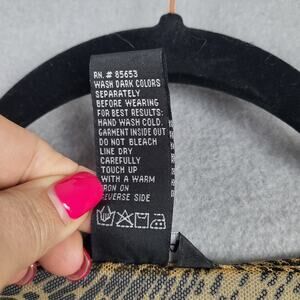 RN. # 85653
WASH DARK COLORS
SEPARATELY
BEFORE WEARING
FOR BEST RESULTS:
HAND WASH COLD.
GARMENT INSIDE OUT
DO NOT BLEACH
LINE DRY
CAREFULLY
TOUCH UP
WITH A WARM
IRON ON
REVERSE SIDE